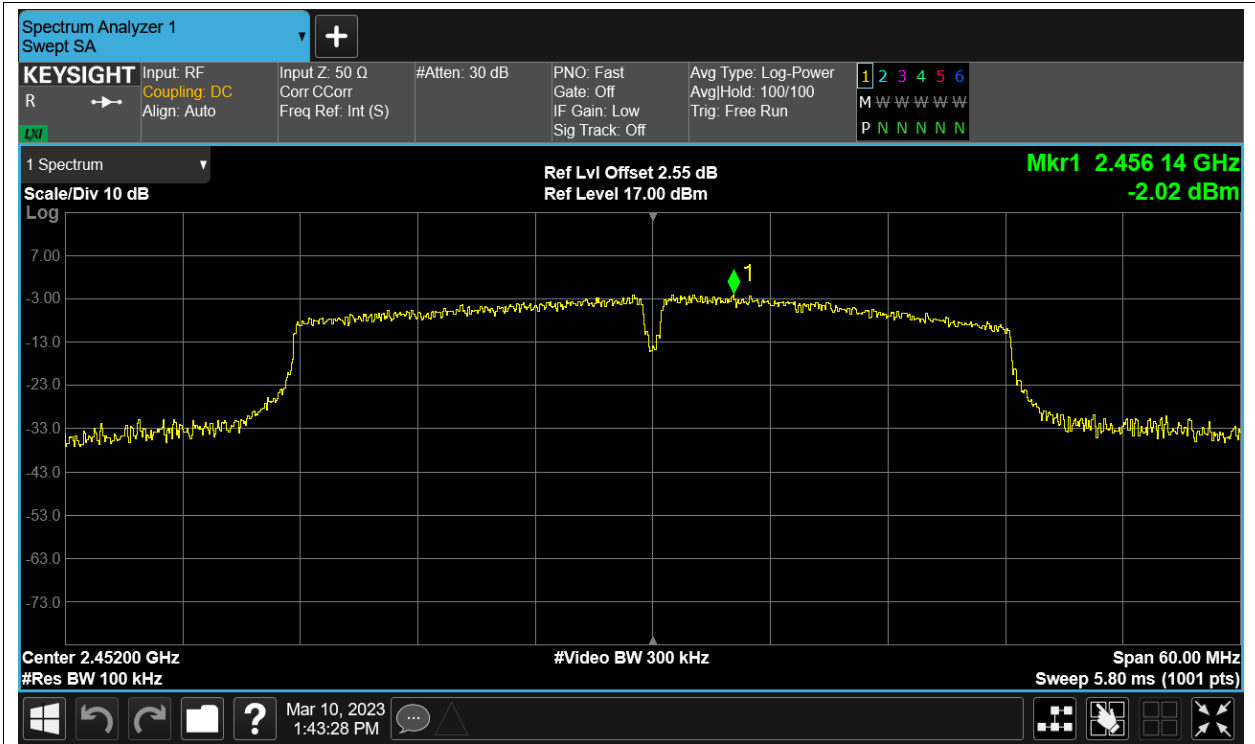 Spectrum Analyzer 1
Swept SA
KEYSIGHT
R
LXI
Input: RF
Coupling: DC
Align: Auto
Input Z: 50 Ω
Corr CCorr
Freq Ref: Int (S)
#Atten: 30 dB
PNO: Fast
Gate: Off
IF Gain: Low
Sig Track: Off
Avg Type: Log-Power
Avg|Hold: 100/100
Trig: Free Run
1 2 3 4 5 6
M W W W W W
P N N N N N
1 Spectrum
Scale/Div 10 dB
Log
Ref Lvl Offset 2.55 dB
Ref Level 17.00 dBm
Mkr1 2.456 14 GHz
-2.02 dBm
1
7.00
-3.00
-13.0
-23.0
-33.0
-43.0
-53.0
-63.0
-73.0
Center 2.45200 GHz
#Res BW 100 kHz
#Video BW 300 kHz
Span 60.00 MHz
Sweep 5.80 ms (1001 pts)
?
Mar 10, 2023
1:43:28 PM